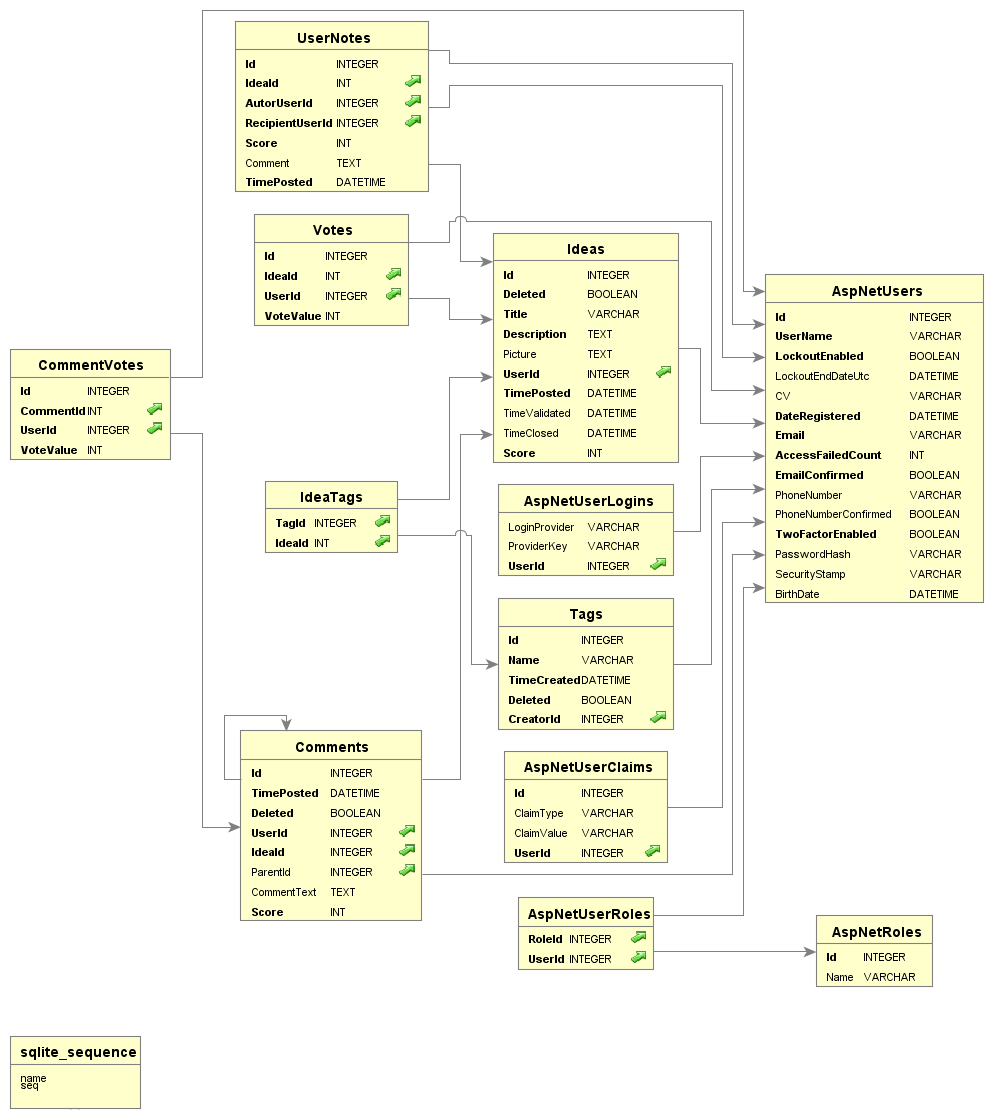 UserNotes
Id INTEGER
IdeaId INT
AutorUserId INTEGER
RecipientUserId INTEGER
Score INT
Comment TEXT
TimePosted DATETIME
Votes
Id INTEGER
IdeaId INT
UserId INTEGER
VoteValue INT
Ideas
Id INTEGER
Deleted BOOLEAN
Title VARCHAR
Description TEXT
Picture TEXT
UserId INTEGER
TimePosted DATETIME
TimeValidated DATETIME
TimeClosed DATETIME
Score INT
AspNetUsers
Id INTEGER
UserName VARCHAR
LockoutEnabled BOOLEAN
LockoutEndDateUtc DATETIME
CV VARCHAR
DateRegistered DATETIME
Email VARCHAR
AccessFailedCount INT
EmailConfirmed BOOLEAN
PhoneNumber VARCHAR
PhoneNumberConfirmed BOOLEAN
TwoFactorEnabled BOOLEAN
PasswordHash VARCHAR
SecurityStamp VARCHAR
BirthDate DATETIME
CommentVotes
Id INTEGER
CommentId INT
UserId INTEGER
VoteValue INT
IdeaTags
TagId INTEGER
IdeaId INT
AspNetUserLogins
LoginProvider VARCHAR
ProviderKey VARCHAR
UserId INTEGER
Tags
Id INTEGER
Name VARCHAR
TimeCreated DATETIME
Deleted BOOLEAN
CreatorId INTEGER
Comments
Id INTEGER
TimePosted DATETIME
Deleted BOOLEAN
UserId INTEGER
IdeaId INTEGER
ParentId INTEGER
CommentText TEXT
Score INT
AspNetUserClaims
Id INTEGER
ClaimType VARCHAR
ClaimValue VARCHAR
UserId INTEGER
AspNetUserRoles
RoleId INTEGER
UserId INTEGER
AspNetRoles
Id INTEGER
Name VARCHAR
sqlite_sequence
name
seq